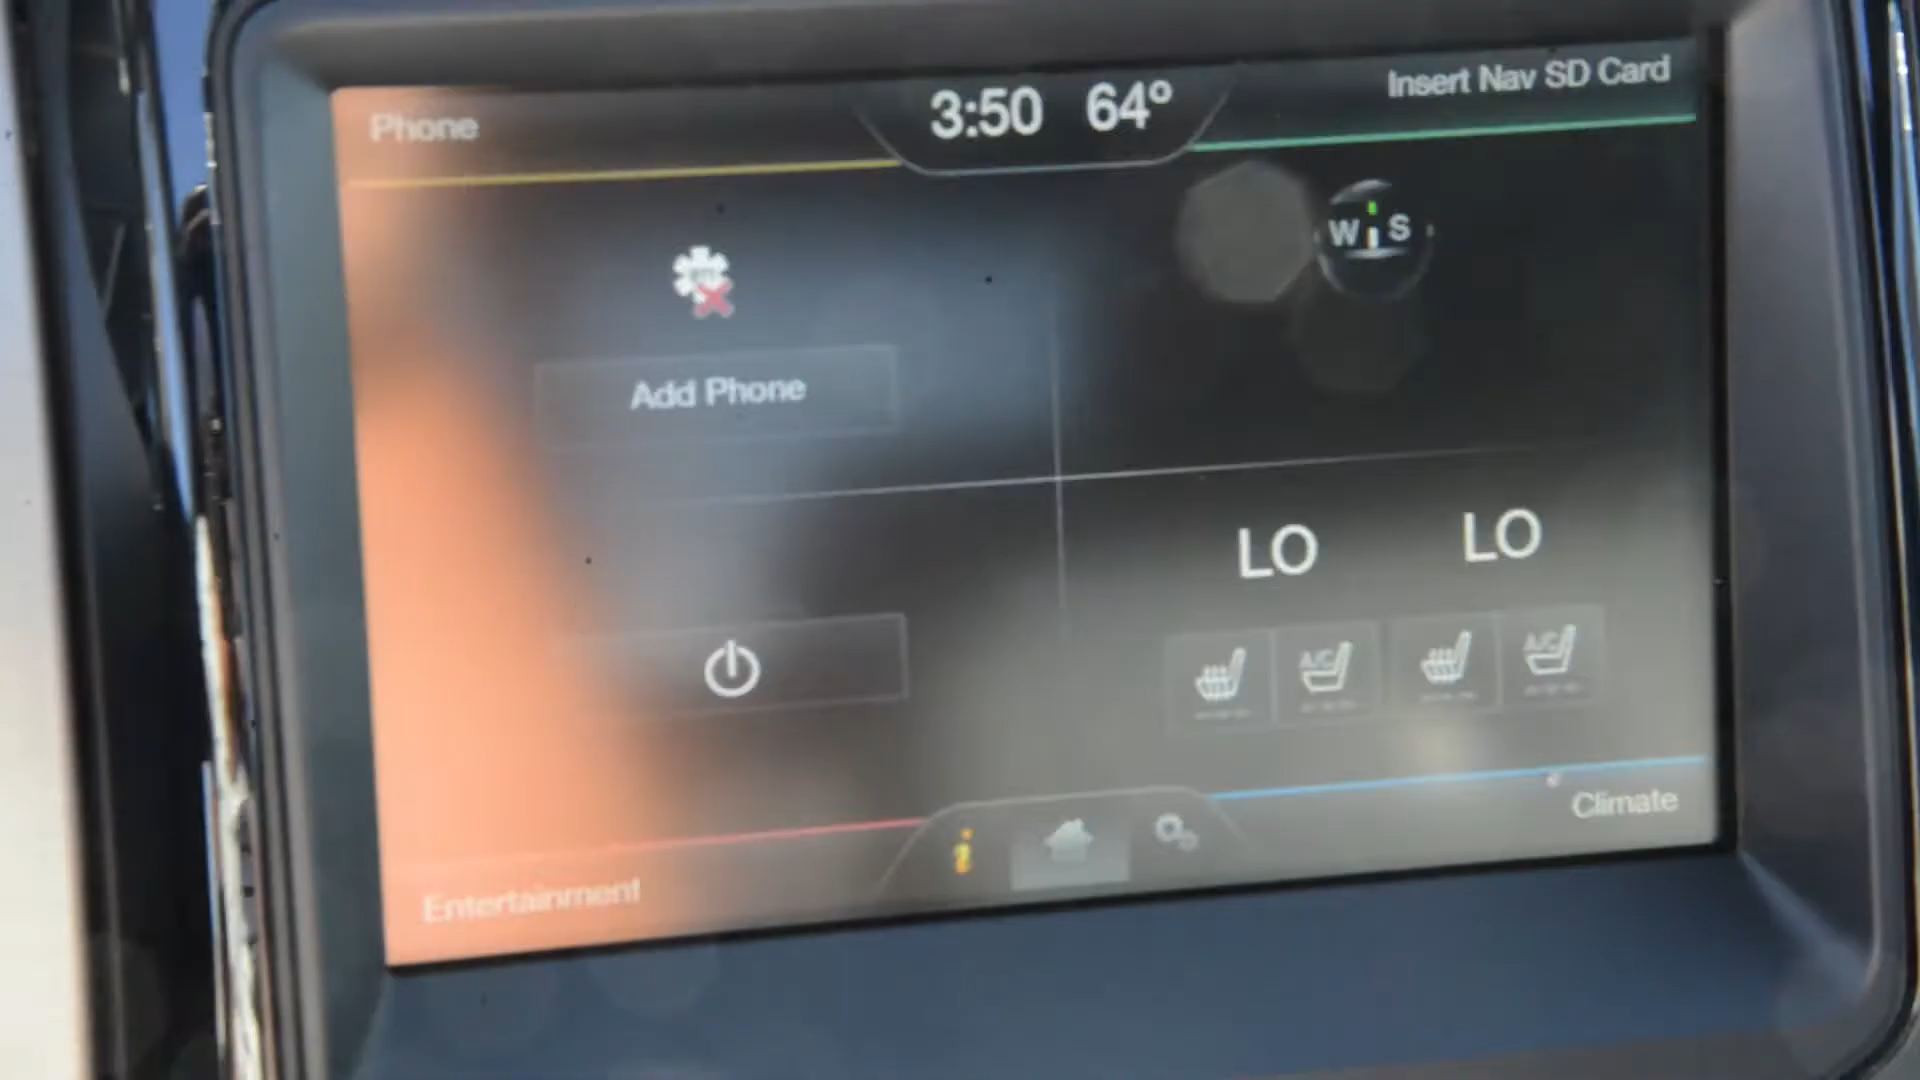 Phone
3:50 64°
Insert Nav SD Card
W S
Add Phone
LO LO
A/C A/C
Climate
Entertainment